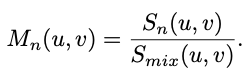 M_n(u, v) = \frac{S_n(u, v)}{S_{mix}(u, v)}.